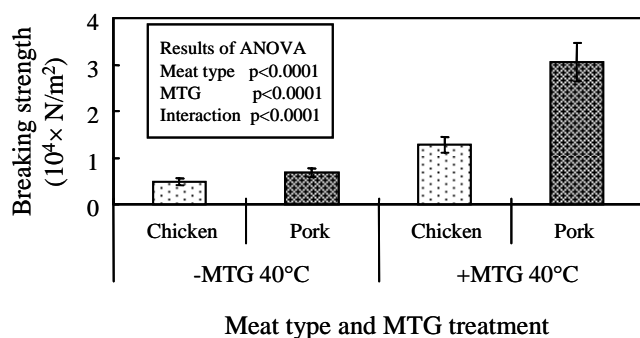 Breaking strength
(10⁴× N/m²)
4
3
2
1
0
Results of ANOVA
Meat type p<0.0001
MTG p<0.0001
Interaction p<0.0001
Chicken Pork Chicken Pork
-MTG 40°C +MTG 40°C
Meat type and MTG treatment